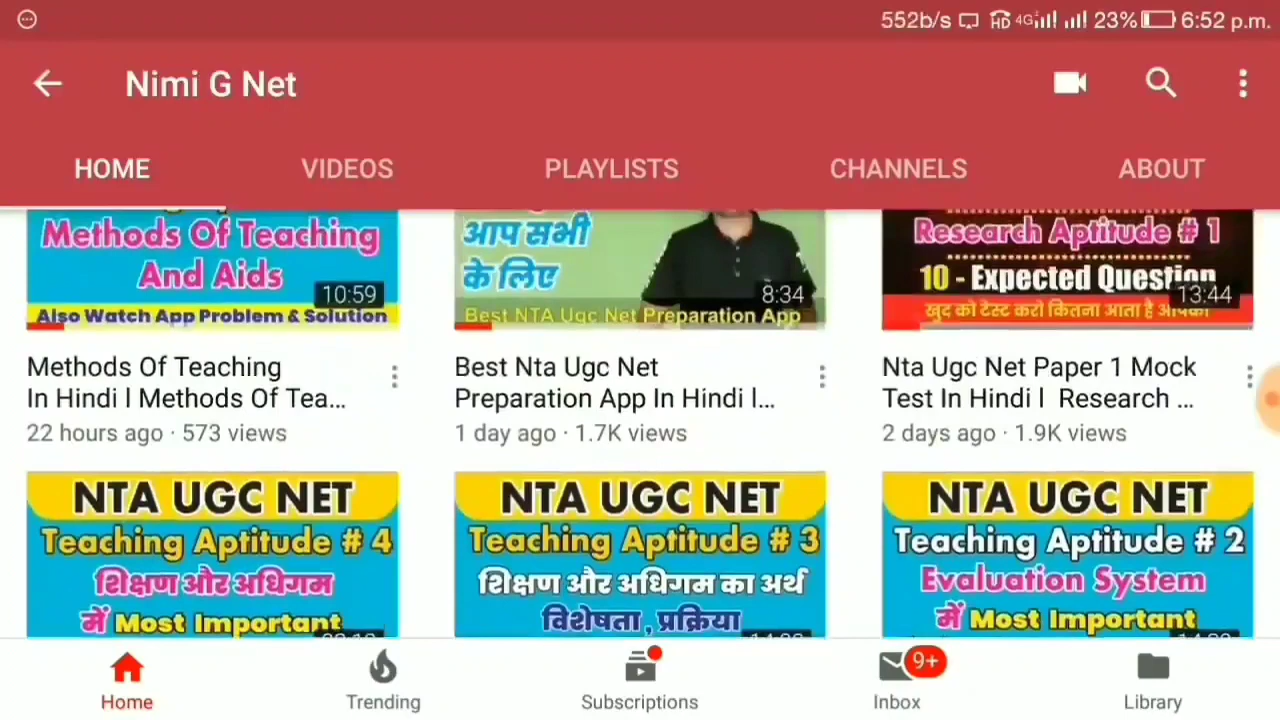 552b/s HD 4G 23% 6:52 p.m.
Nimi G Net
HOME VIDEOS PLAYLISTS CHANNELS ABOUT
Methods Of Teaching
And Aids
10:59
Also Watch App Problem & Solution
आप सभी
के लिए
8:34
Best NTA Ugc Net Preparation App
Research Aptitude # 1
10 - Expected Question
13:44
खुद को टेस्ट करो कितना आता है आपको
Methods Of Teaching
In Hindi l Methods Of Tea...
22 hours ago · 573 views
Best Nta Ugc Net
Preparation App In Hindi l...
1 day ago · 1.7K views
Nta Ugc Net Paper 1 Mock
Test In Hindi l Research ...
2 days ago · 1.9K views
NTA UGC NET
Teaching Aptitude # 4
शिक्षण और अधिगम
में Most Important
NTA UGC NET
Teaching Aptitude # 3
शिक्षण और अधिगम का अर्थ
विशेषता , प्रक्रिया
NTA UGC NET
Teaching Aptitude # 2
Evaluation System
में Most Important
Home Trending Subscriptions Inbox 9+ Library